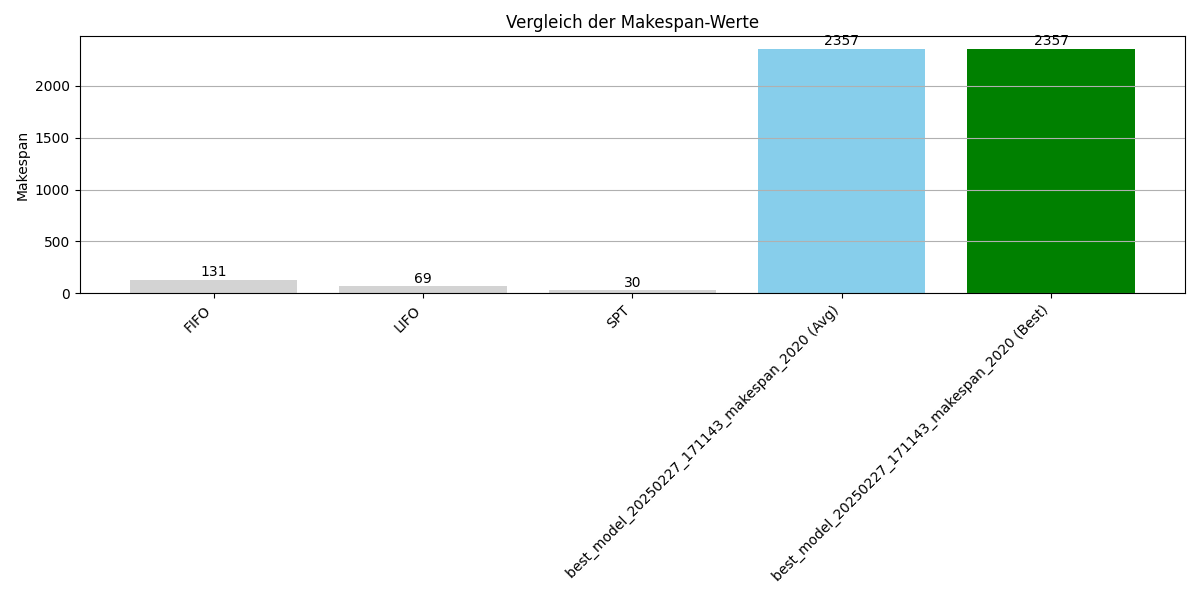 Vergleich der Makespan-Werte
Makespan
2000
1500
1000
500
0
131
69
30
2357
2357
FIFO
LIFO
SPT
best_model_20250227_171143_makespan_2020 (Avg)
best_model_20250227_171143_makespan_2020 (Best)